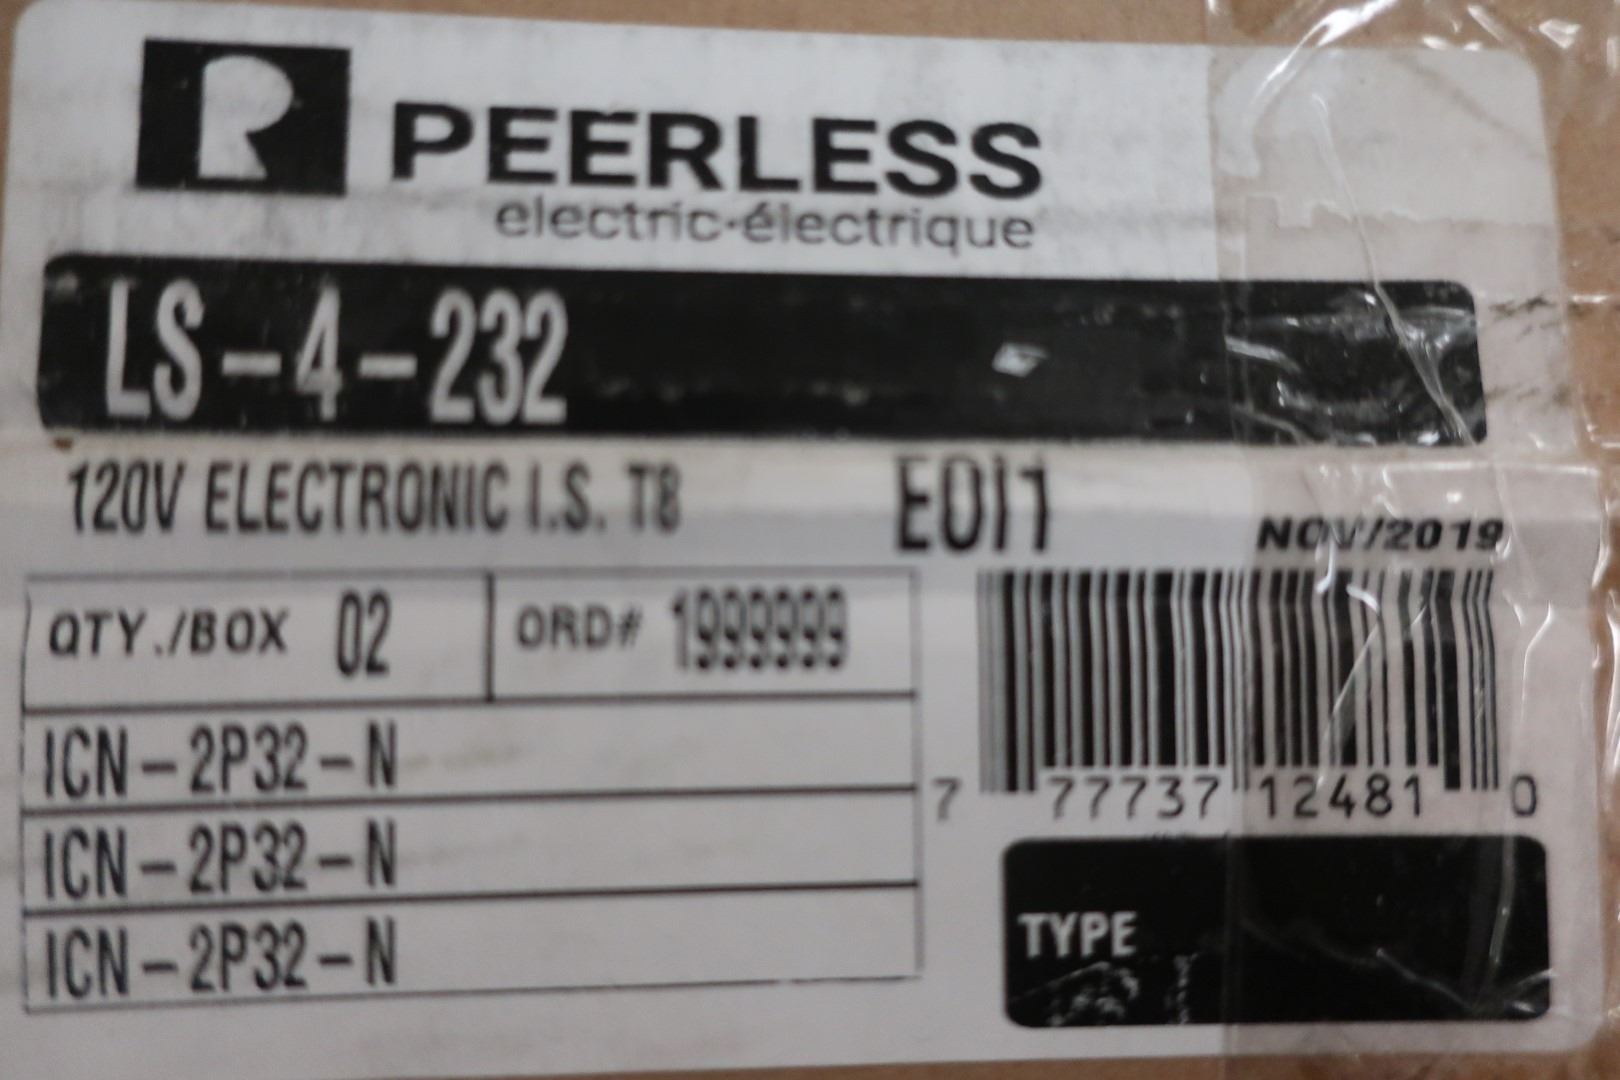 PEERLESS
electric·électrique
LS-4-232
120V ELECTRONIC I.S. T8
E0I1
NOV/2019
QTY./BOX 02
ORD# 1999999
ICN-2P32-N
ICN-2P32-N
ICN-2P32-N
7 77737 12481 0
TYPE